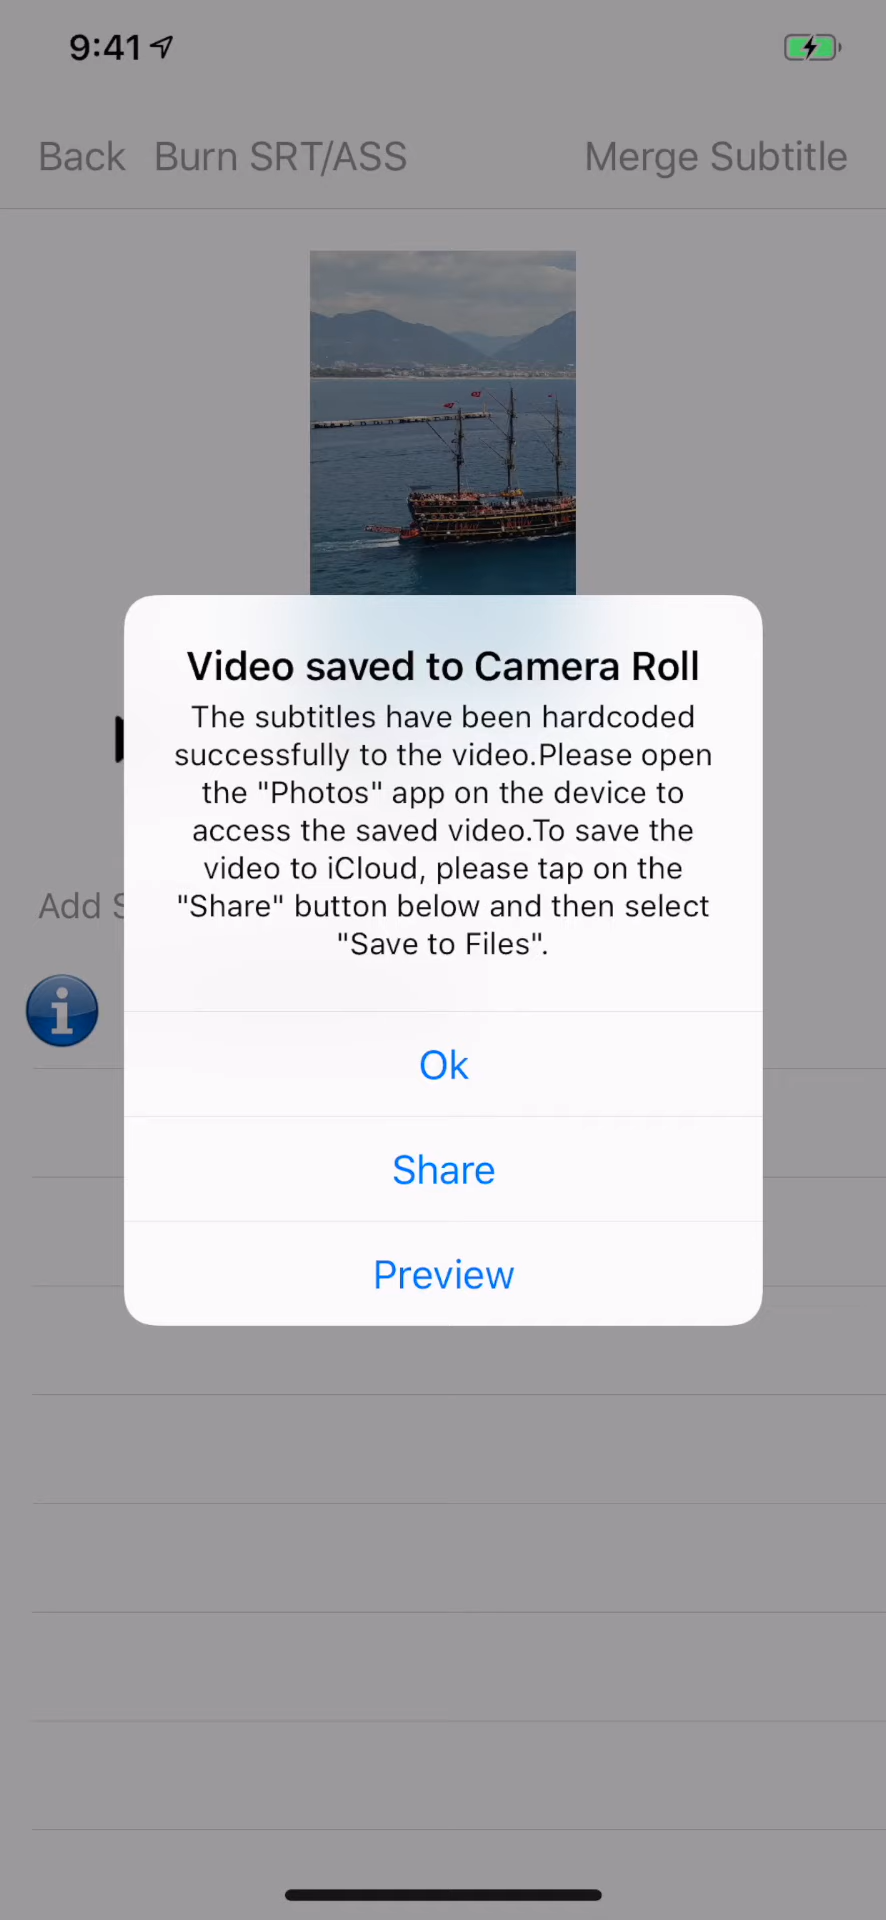 9:41
Back Burn SRT/ASS Merge Subtitle
Video saved to Camera Roll
The subtitles have been hardcoded
successfully to the video.Please open
the "Photos" app on the device to
access the saved video.To save the
video to iCloud, please tap on the
"Share" button below and then select
"Save to Files".
Add
Ok
Share
Preview